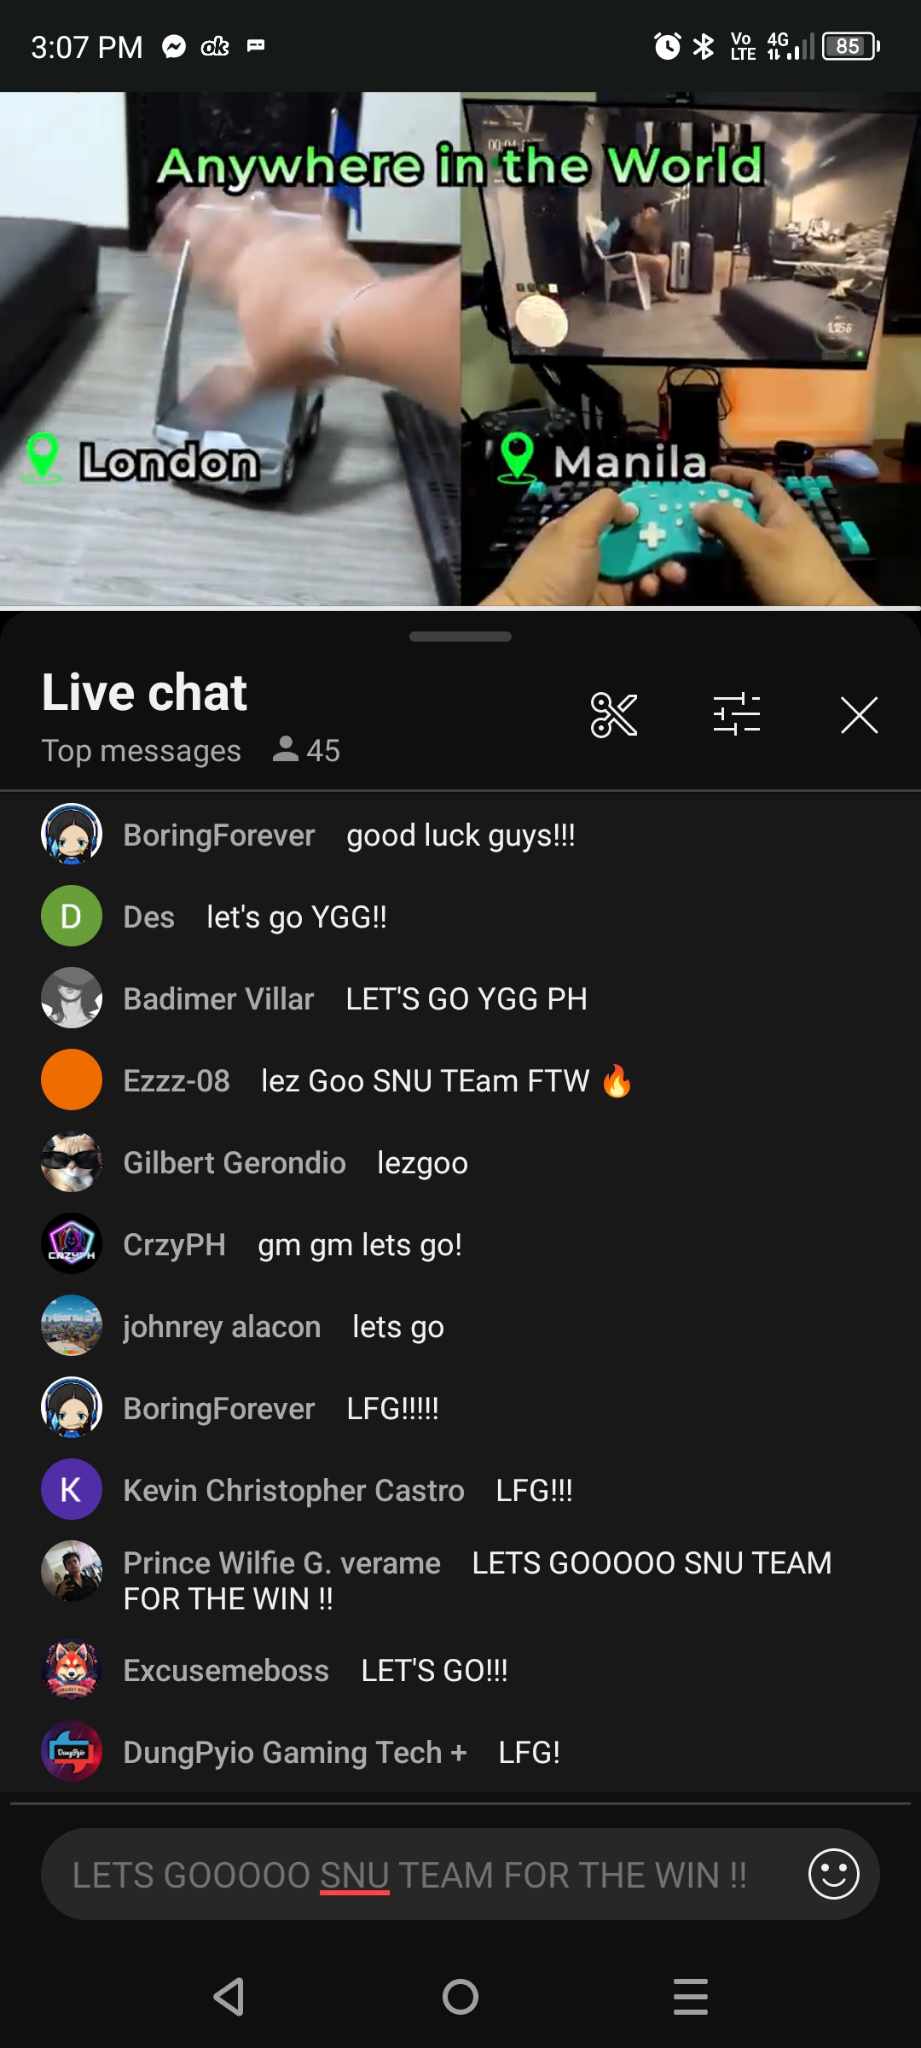 3:07 PM ok Vo LTE 4G 85
Anywhere in the World
London
Manila
Live chat
Top messages 45
BoringForever good luck guys!!!
D Des let's go YGG!!
Badimer Villar LET'S GO YGG PH
Ezzz-08 lez Goo SNU TEam FTW 🔥
Gilbert Gerondio lezgoo
CRZYPH CrzyPH gm gm lets go!
johnrey alacon lets go
BoringForever LFG!!!!!
K Kevin Christopher Castro LFG!!!
Prince Wilfie G. verame LETS GOOOOO SNU TEAM
FOR THE WIN !!
Excusemeboss LET'S GO!!!
DungPyio DungPyio Gaming Tech + LFG!
LETS GOOOOO SNU TEAM FOR THE WIN !!